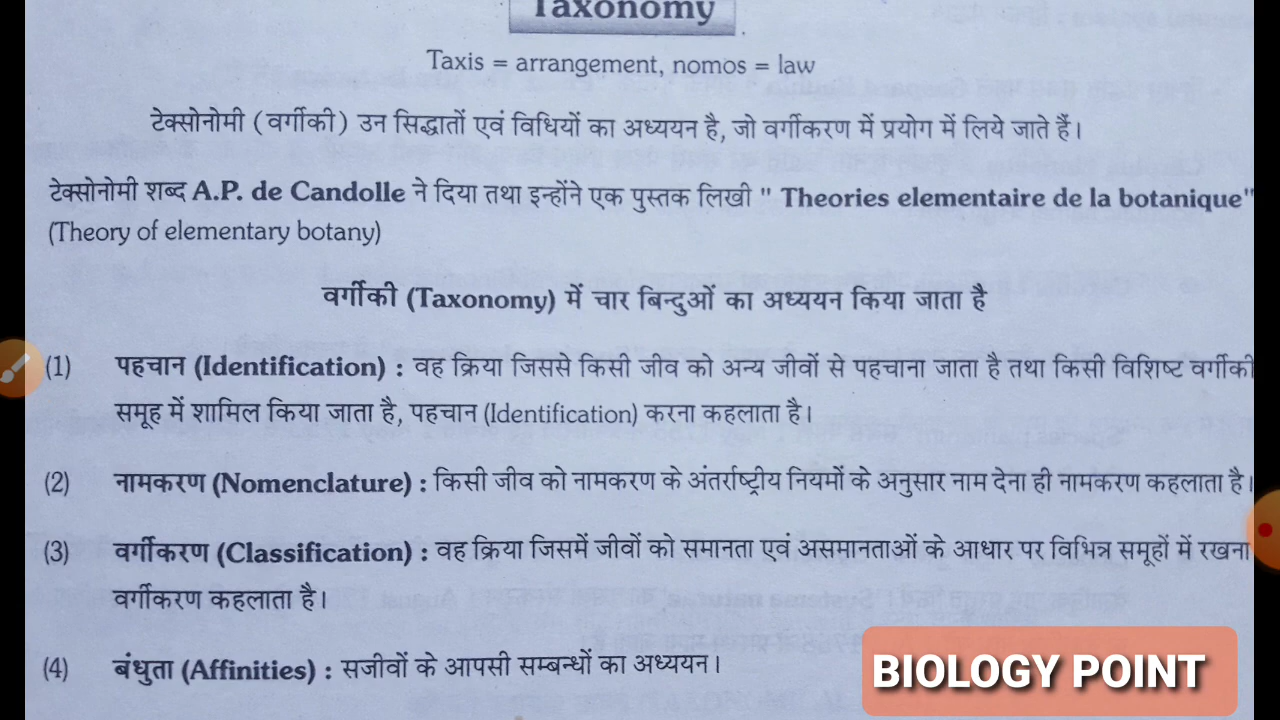 Taxonomy
Taxis = arrangement, nomos = law
टेक्सोनोमी (वर्गीकी) उन सिद्धातों एवं विधियों का अध्ययन है, जो वर्गीकरण में प्रयोग में लिये जाते हैं।
टेक्सोनोमी शब्द A.P. de Candolle ने दिया तथा इन्होंने एक पुस्तक लिखी " Theories elementaire de la botanique"
(Theory of elementary botany)
वर्गीकी (Taxonomy) में चार बिन्दुओं का अध्ययन किया जाता है
(1) पहचान (Identification) : वह क्रिया जिससे किसी जीव को अन्य जीवों से पहचाना जाता है तथा किसी विशिष्ट वर्गीकी
समूह में शामिल किया जाता है, पहचान (Identification) करना कहलाता है।
(2) नामकरण (Nomenclature) : किसी जीव को नामकरण के अंतर्राष्ट्रीय नियमों के अनुसार नाम देना ही नामकरण कहलाता है।
(3) वर्गीकरण (Classification) : वह क्रिया जिसमें जीवों को समानता एवं असमानताओं के आधार पर विभिन्न समूहों में रखना
वर्गीकरण कहलाता है।
(4) बंधुता (Affinities) : सजीवों के आपसी सम्बन्धों का अध्ययन।
BIOLOGY POINT